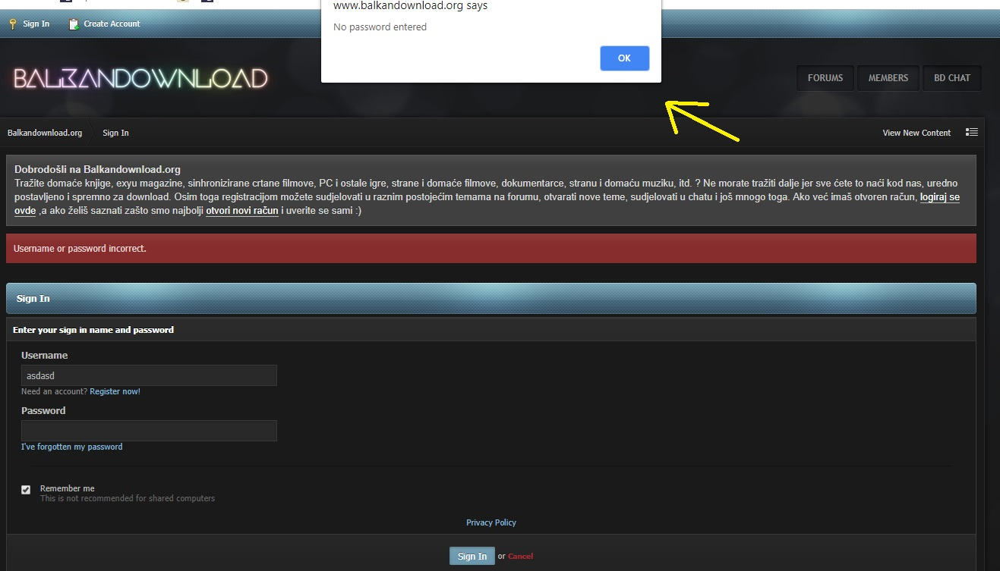 www.balkandownload.org says
No password entered
OK
Sign In
Create Account
BALKANDOWNLOAD
FORUMS
MEMBERS
BD CHAT
Balkandownload.org
Sign In
View New Content
Dobrodošli na Balkandownload.org
Tražite domaće knjige, exyu magazine, sinhronizirane crtane filmove, PC i ostale igre, strane i domaće filmove, dokumentarce, stranu i domaću muziku, itd. ? Ne morate tražiti dalje jer sve ćete to naći kod nas, uredno
postavljeno i spremno za download. Osim toga registracijom možete sudjelovati u raznim postojećim temama na forumu, otvarati nove teme, sudjelovati u chatu i još mnogo toga. Ako već imaš otvoren račun, logiraj se
ovde ,a ako želiš saznati zašto smo najbolji otvori novi račun i uverite se sami :)
Username or password incorrect.
Sign In
Enter your sign in name and password
Username
asdasd
Need an account? Register now!
Password
I've forgotten my password
Remember me
This is not recommended for shared computers
Privacy Policy
Sign In or Cancel